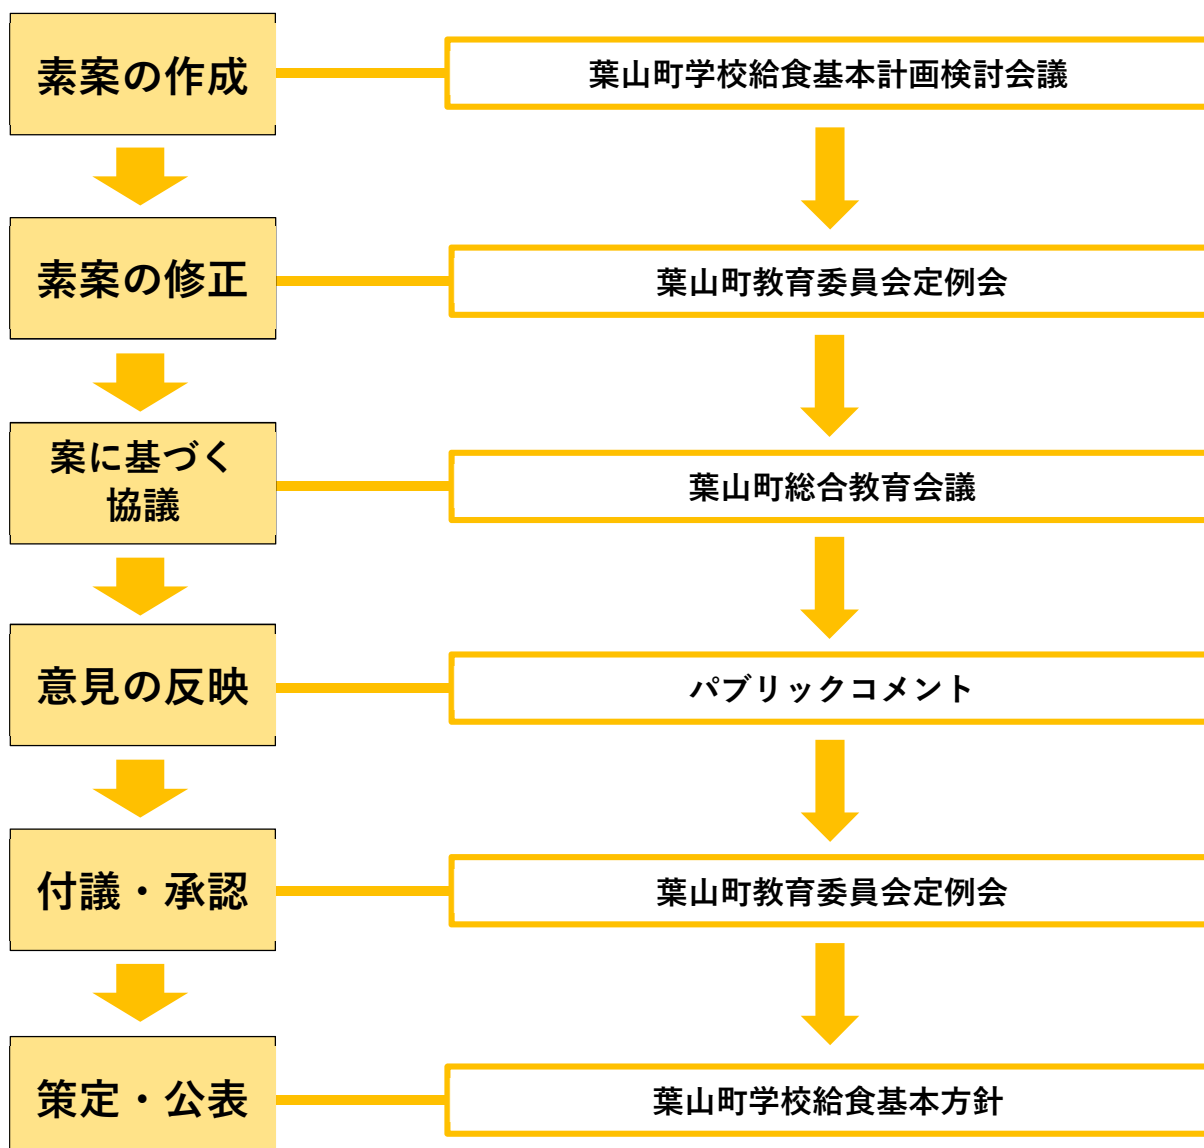 素案の作成
葉山町学校給食基本計画検討会議
素案の修正
葉山町教育委員会定例会
案に基づく
協議
葉山町総合教育会議
意見の反映
パブリックコメント
付議・承認
葉山町教育委員会定例会
策定・公表
葉山町学校給食基本方針